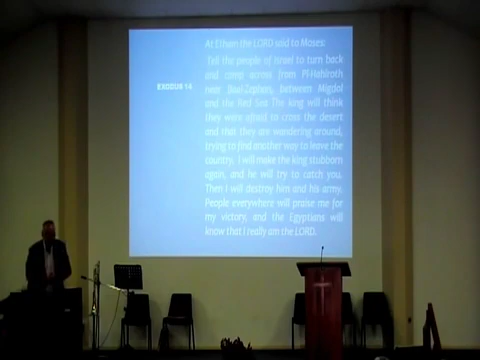 EXODUS 14
At Etham the LORD said to Moses:
Tell the people of Israel to turn back
and camp across from Pi-Hahiroth
near Baal-Zephon, between Migdol
and the Red Sea The king will think
they were afraid to cross the desert
and that they are wandering around,
trying to find another way to leave the
country. I will make the king stubborn
again, and he will try to catch you.
Then I will destroy him and his army.
People everywhere will praise me for
my victory, and the Egyptians will
know that I really am the LORD.